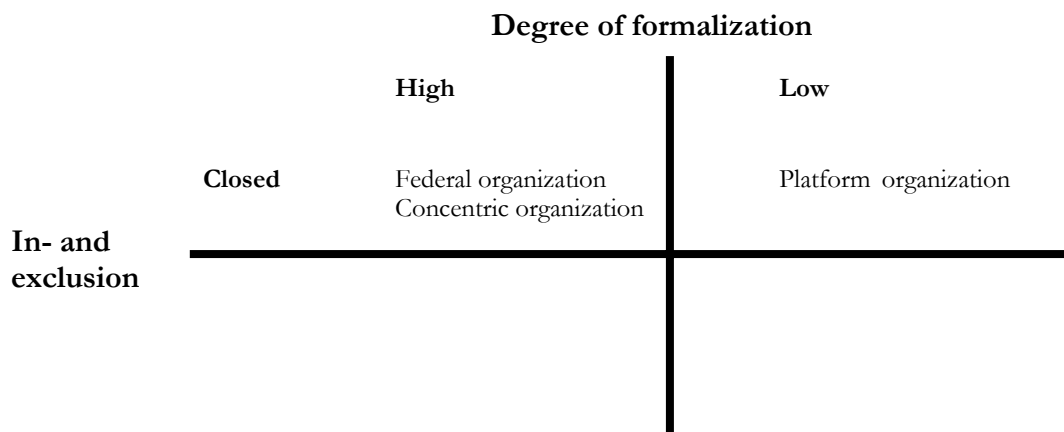 Degree of formalization
High Low
Closed Federal organization Platform organization
Concentric organization
In- and
exclusion